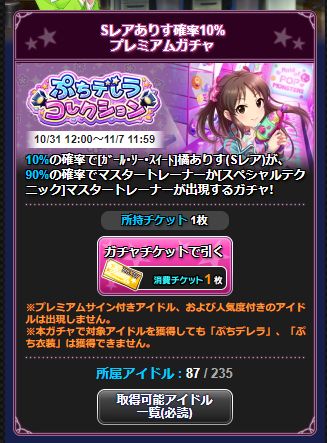 Sレアありす確率10%
プレミアムガチャ
ぷちデレラ
コレクション
10/31 12:00〜11/7 11:59
10%の確率で[ｶﾞｰﾙ･ｿｰ･ｽｲｰﾄ]橘ありす(Sレア)が、
90%の確率でマスタートレーナーが[スペシャルテ
クニック]マスタートレーナーが出現するガチャ!
所持チケット 1枚
ガチャチケットで引く
消費チケット1枚
※プレミアムサイン付きアイドル、および人気度付きのアイド
ルは出現しません。
※本ガチャで対象アイドルを獲得しても「ぷちデレラ」、「ぷ
ち衣装」は獲得できません。
所属アイドル : 87 / 235
取得可能アイドル
一覧(必読)